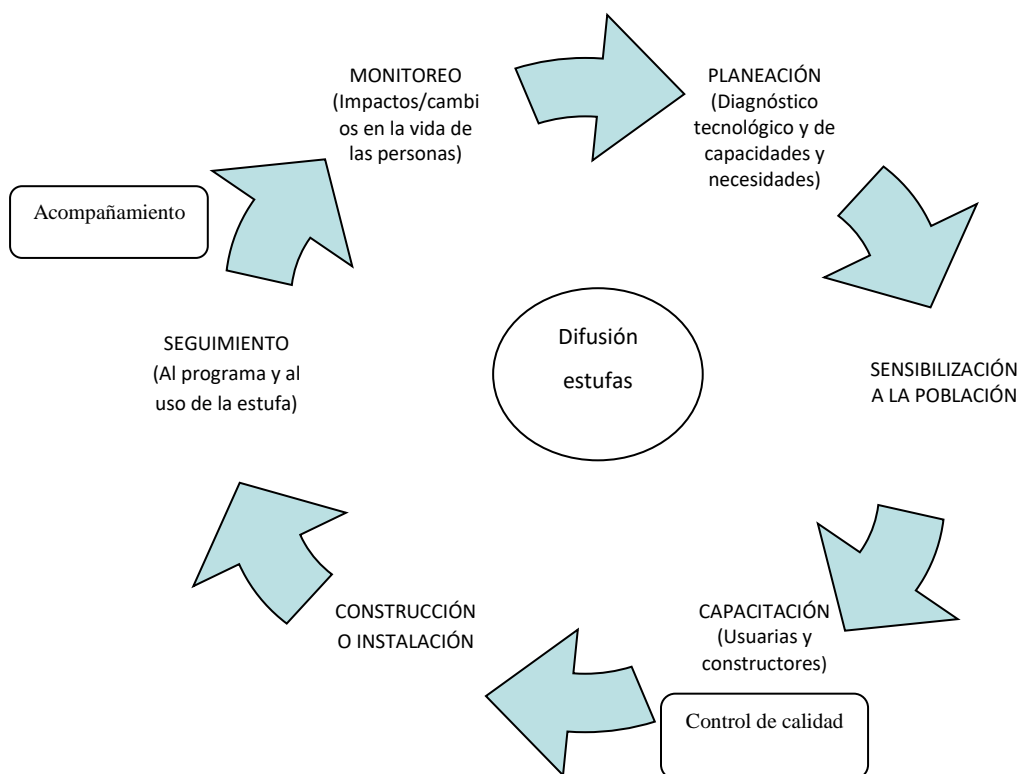 MONITOREO
(Impactos/cambi
os en la vida de
las personas)
PLANEACIÓN
(Diagnóstico
tecnológico y de
capacidades y
necesidades)
Acompañamiento
Difusión
estufas
SEGUIMIENTO
(Al programa y al
uso de la estufa)
SENSIBILIZACIÓN
A LA POBLACIÓN
CONSTRUCCIÓN
O INSTALACIÓN
CAPACITACIÓN
(Usuarias y
constructores)
Control de calidad